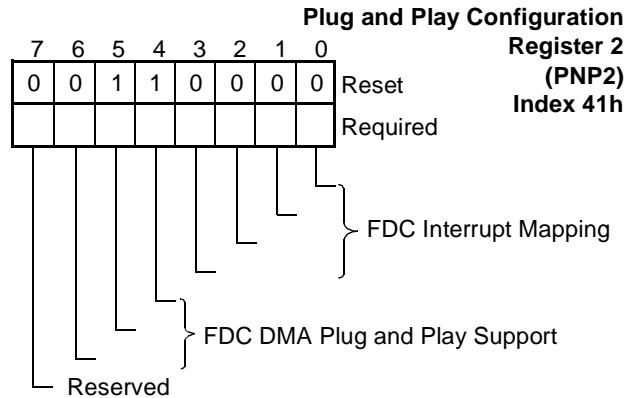 Plug and Play Configuration
Register 2
(PNP2)
Index 41h
7 6 5 4 3 2 1 0
0 0 1 1 0 0 0 0 Reset
Required
FDC Interrupt Mapping
FDC DMA Plug and Play Support
Reserved